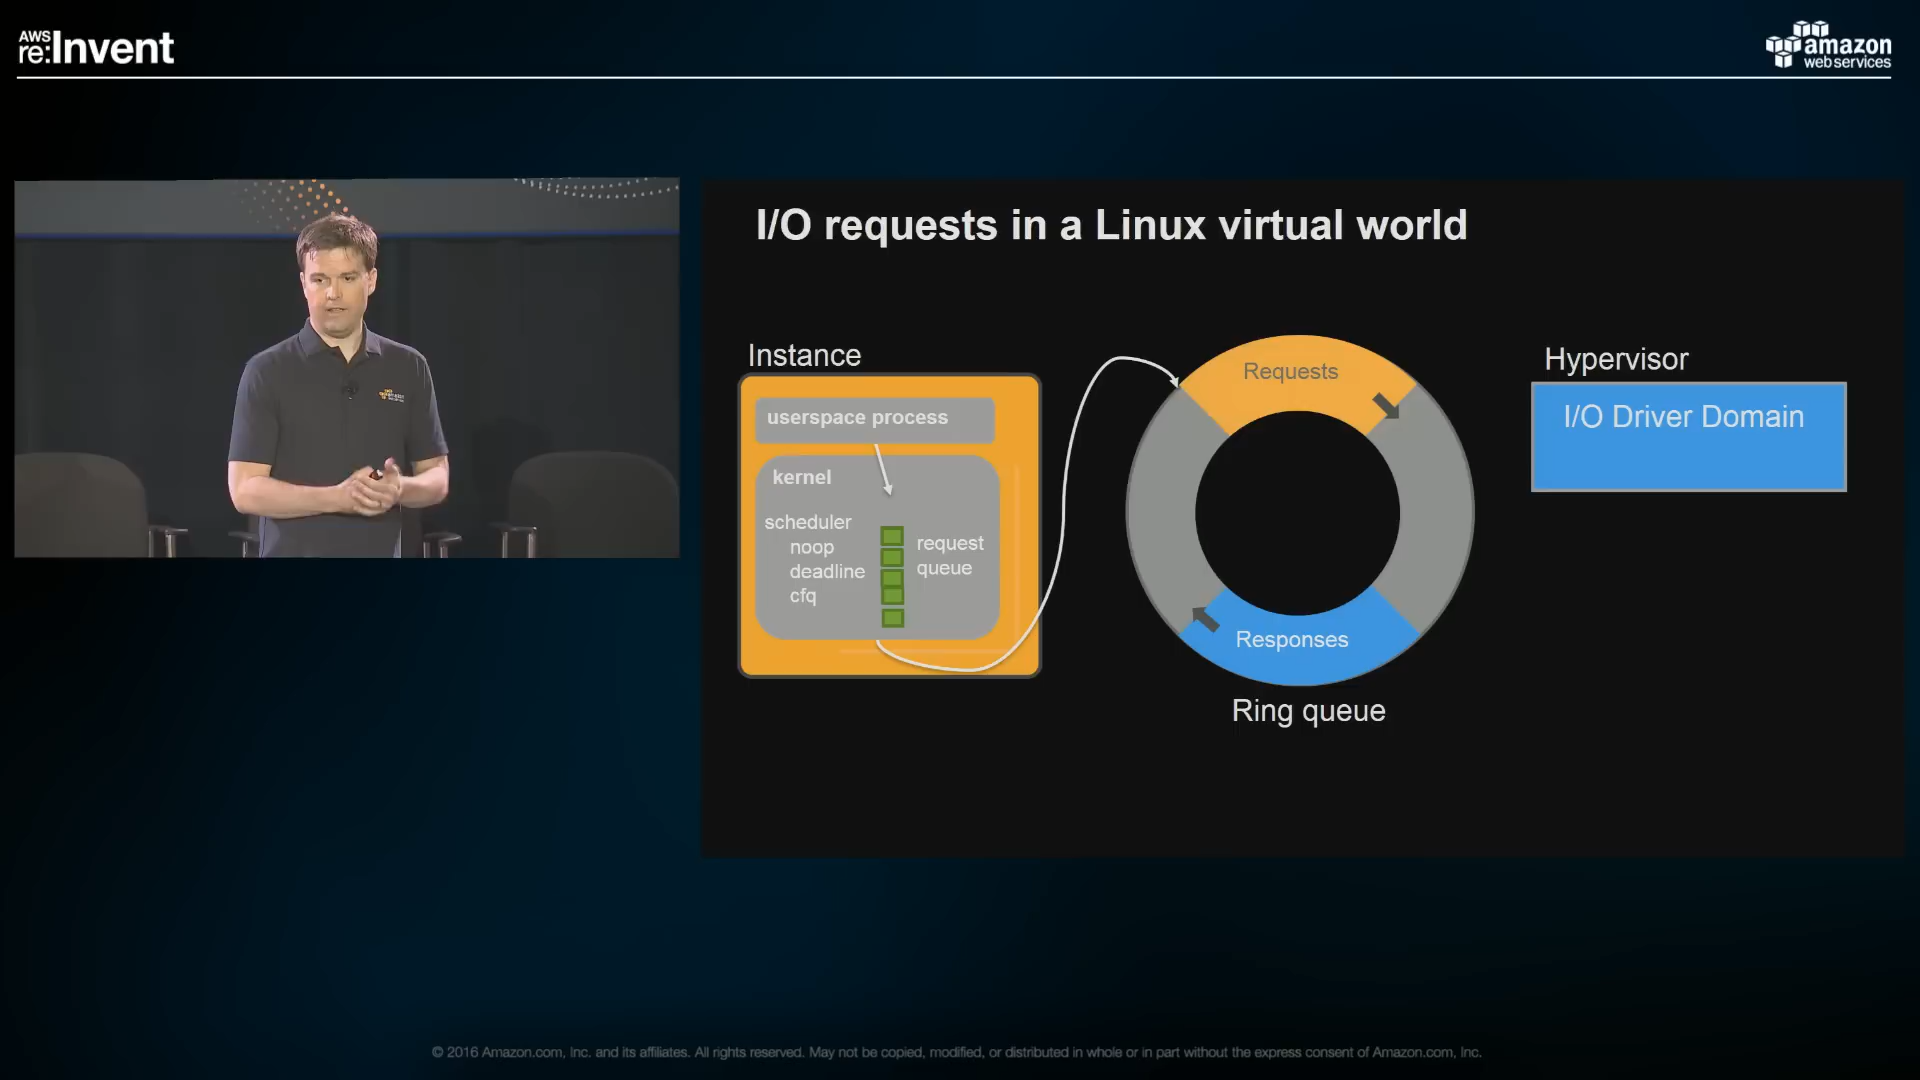 AWS
re:Invent
amazon
web services
I/O requests in a Linux virtual world
Instance
userspace process
kernel
scheduler
noop
deadline
cfq
request
queue
Requests
Responses
Ring queue
Hypervisor
I/O Driver Domain
© 2016 Amazon.com, Inc. and its affiliates. All rights reserved. May not be copied, modified, or distributed in whole or in part without the express consent of Amazon.com, Inc.